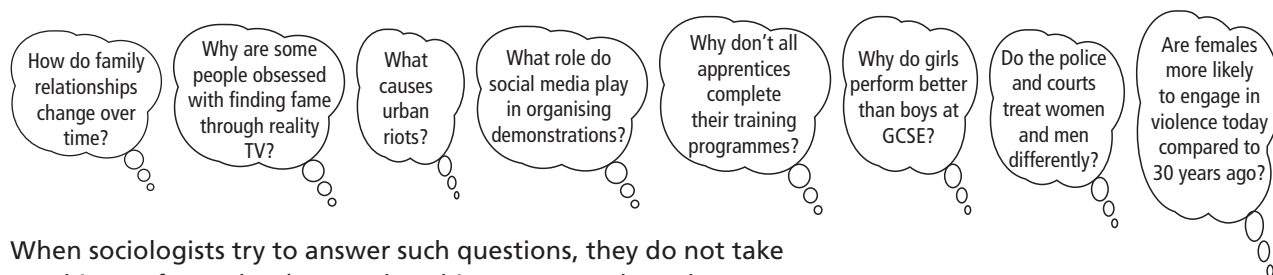 How do family
relationships
change over
time?
Why are some
people obsessed
with finding fame
through reality
TV?
What
causes
urban
riots?
What role do
social media play
in organising
demonstrations?
Why don't all
apprentices
complete
their training
programmes?
Why do girls
perform better
than boys at
GCSE?
Do the police
and courts
treat women
and men
differently?
Are females
more likely
to engage in
violence today
compared to
30 years ago?
When sociologists try to answer such questions, they do not take